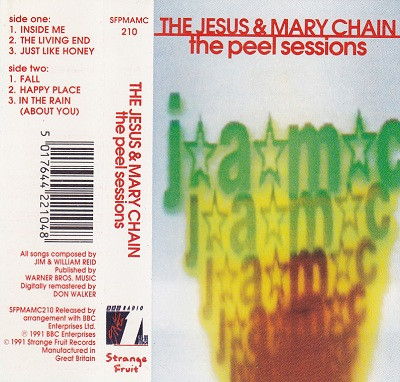 side one:
1. INSIDE ME
2. THE LIVING END
3. JUST LIKE HONEY
side two:
1. FALL
2. HAPPY PLACE
3. IN THE RAIN
(ABOUT YOU)
SFPMAMC
210
5 017644 221048
All songs composed by
JIM & WILLIAM REID
Published by
WARNER BROS. MUSIC
Digitally remastered by
DON WALKER
SFPMAMC210 Released by
arrangement with BBC
Enterprises Ltd.
℗ 1991 BBC Enterprises
© 1991 Strange Fruit Records
Manufactured in
Great Britain
BBC RADIO
1
Strange
Fruit
THE JESUS & MARY CHAIN
the peel sessions
THE JESUS & MARY CHAIN
the peel sessions
j☆a☆m☆c
j☆a☆m☆c
j☆a☆m☆c
j☆a☆m☆c